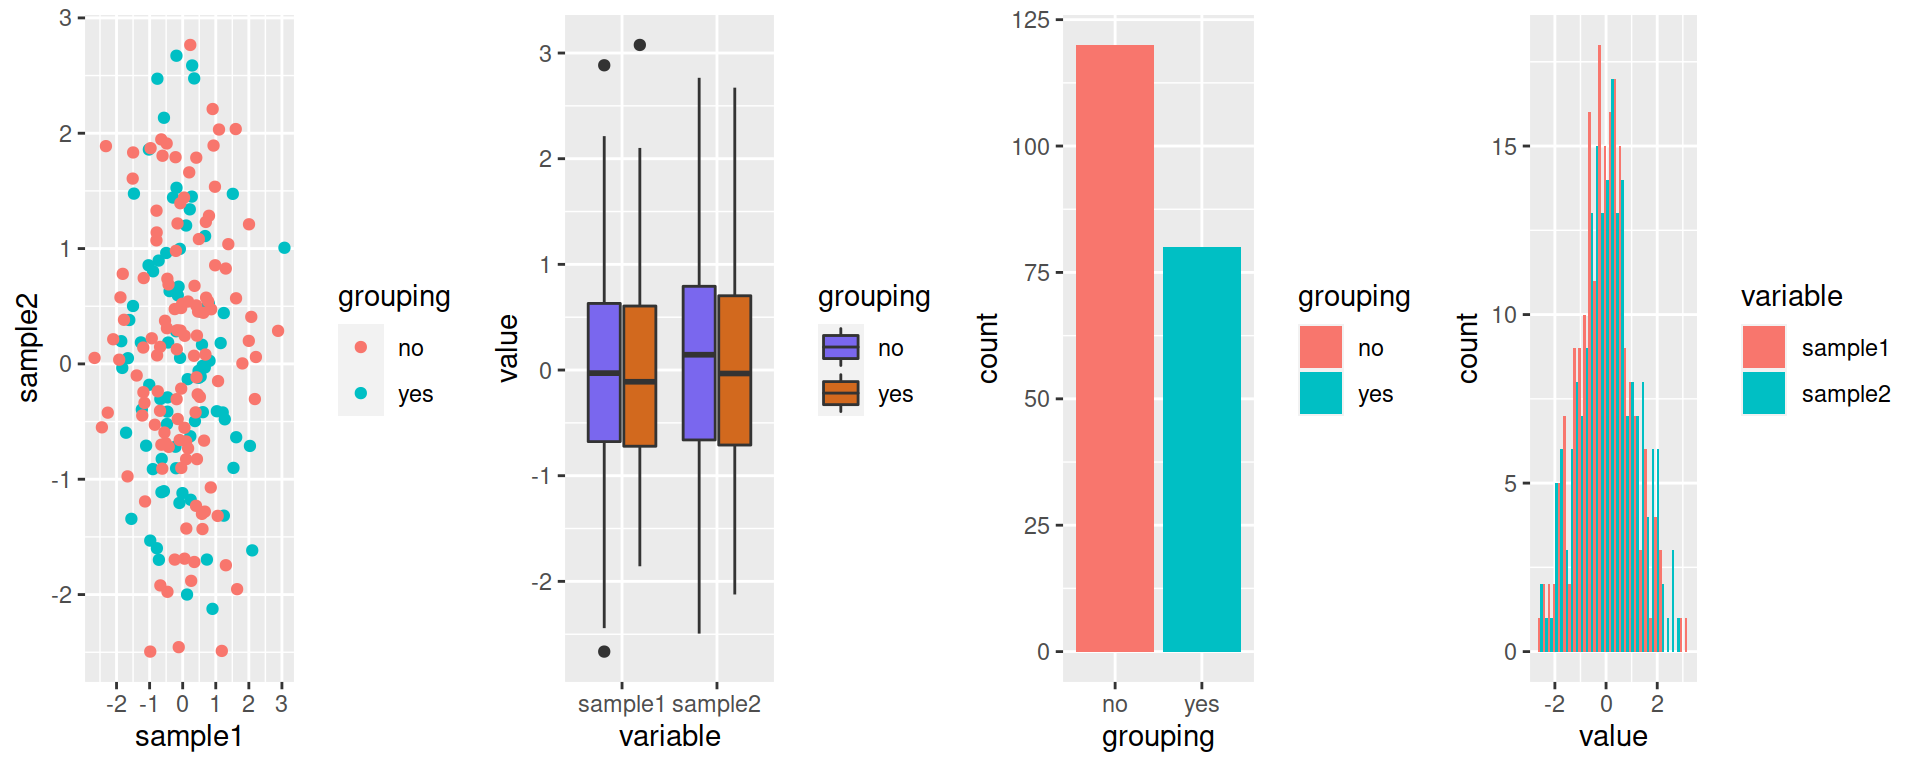 3
2
1
0
-1
-2
sample2
-2 -1 0 1 2 3
sample1
grouping
no
yes
3
2
1
0
-1
-2
value
sample1 sample2
variable
grouping
no
yes
125
100
75
50
25
0
count
no yes
grouping
grouping
no
yes
15
10
5
0
count
-2 0 2
value
variable
sample1
sample2